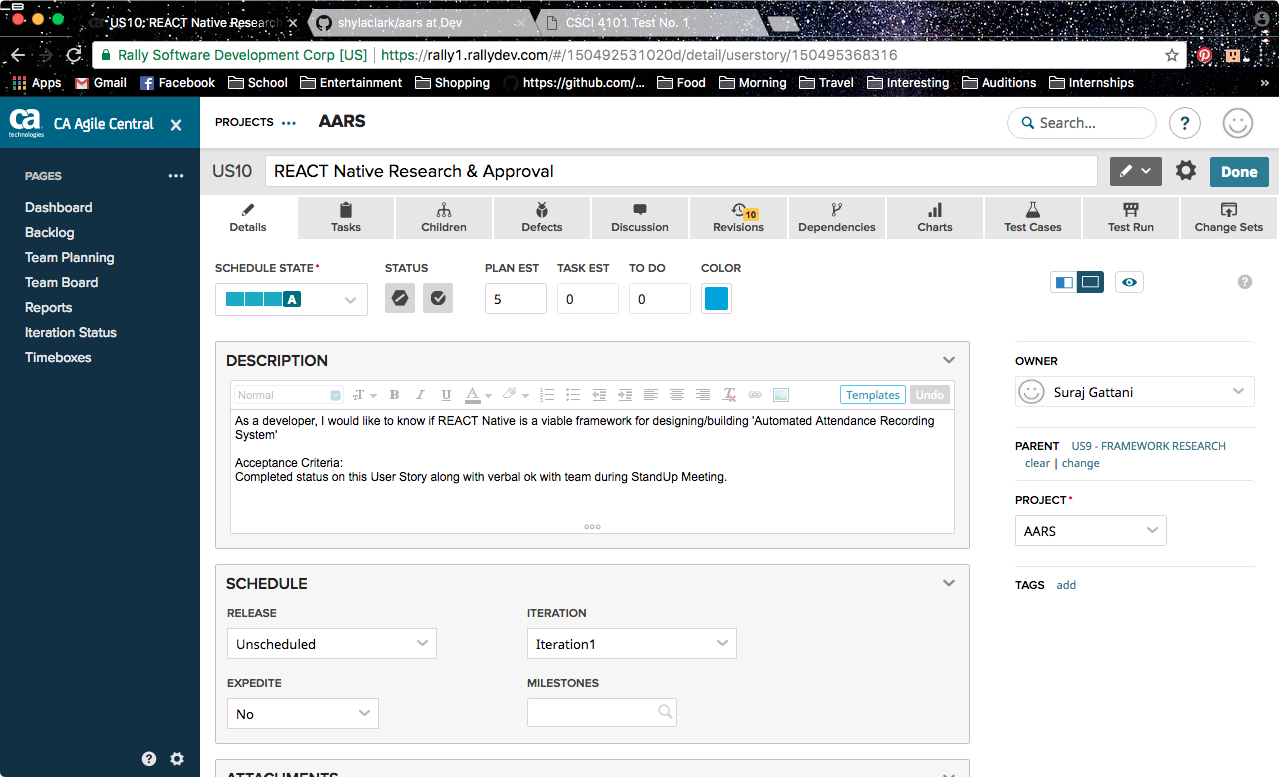 US10: REACT Native Research
shylaclark/aars at Dev
CSCI 4101 Test No. 1
Rally Software Development Corp [US] https://rally1.rallydev.com/#/150492531020d/detail/userstory/150495368316
Apps Gmail Facebook School Entertainment Shopping https://github.com/... Food Morning Travel Interesting Auditions Internships »
ca technologies CA Agile Central X
PROJECTS ••• AARS
Search... ?
US10 REACT Native Research & Approval Done
PAGES •••
Dashboard
Backlog
Team Planning
Team Board
Reports
Iteration Status
Timeboxes
Details Tasks Children Defects Discussion 10 Revisions Dependencies Charts Test Cases Test Run Change Sets
SCHEDULE STATE* STATUS PLAN EST TASK EST TO DO COLOR
A 5 0 0 ?
DESCRIPTION
Normal T B I U A Templates Undo
As a developer, I would like to know if REACT Native is a viable framework for designing/building 'Automated Attendance Recording
System'
Acceptance Criteria:
Completed status on this User Story along with verbal ok with team during StandUp Meeting.
OWNER
Suraj Gattani
PARENT US9 - FRAMEWORK RESEARCH
clear | change
PROJECT*
AARS
TAGS add
SCHEDULE
RELEASE ITERATION
Unscheduled Iteration1
EXPEDITE MILESTONES
No
ATTACHMENTS
?